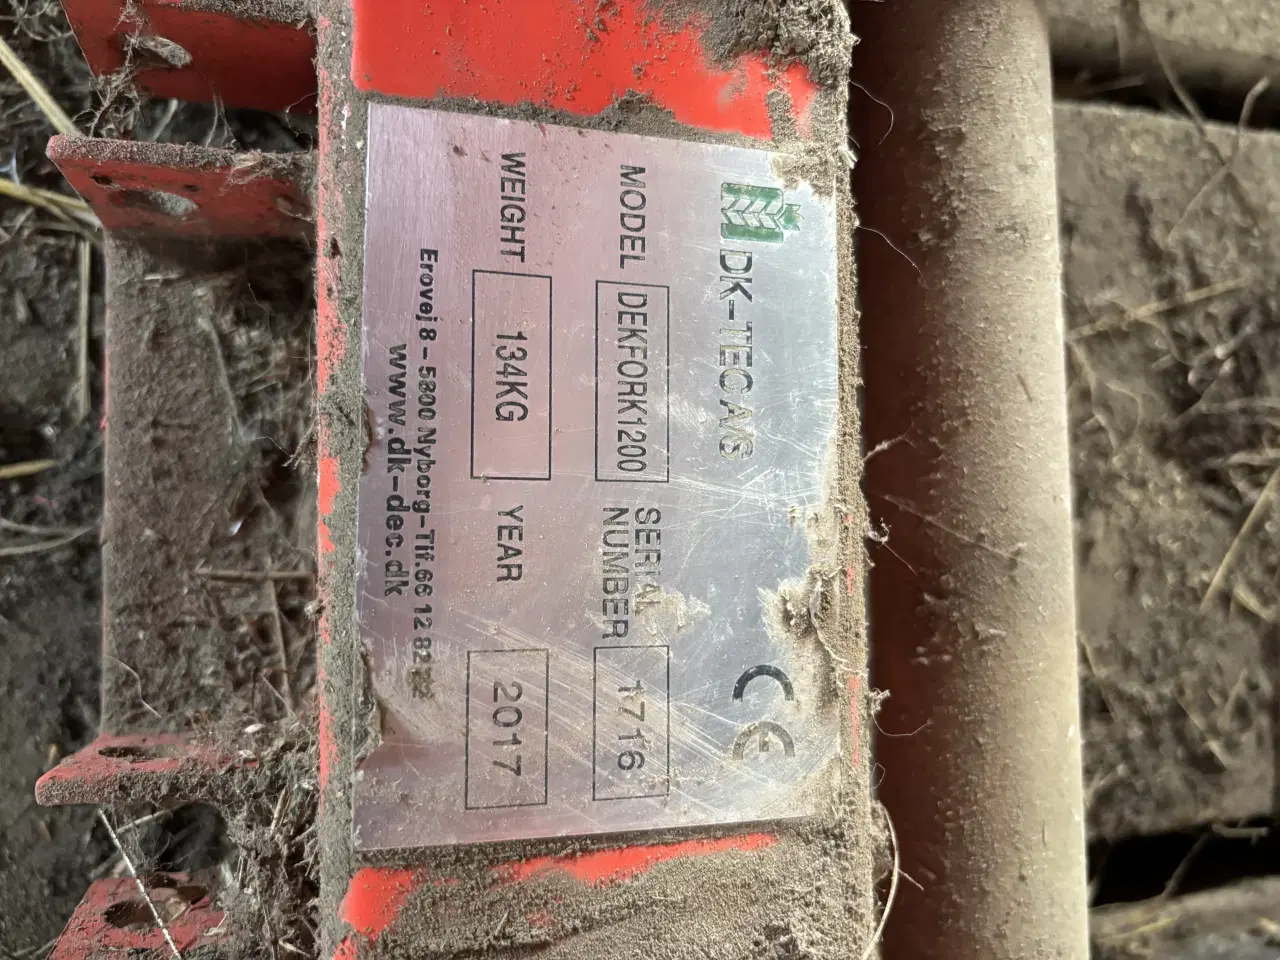 DK-TEC A/S
MODEL DEKFORK1200 SERIAL NUMBER 1716
WEIGHT 134KG YEAR 2017
Erovej 8 - 5800 Nyborg-Tlf.66 12 82
www.dk-dec.dk
CE